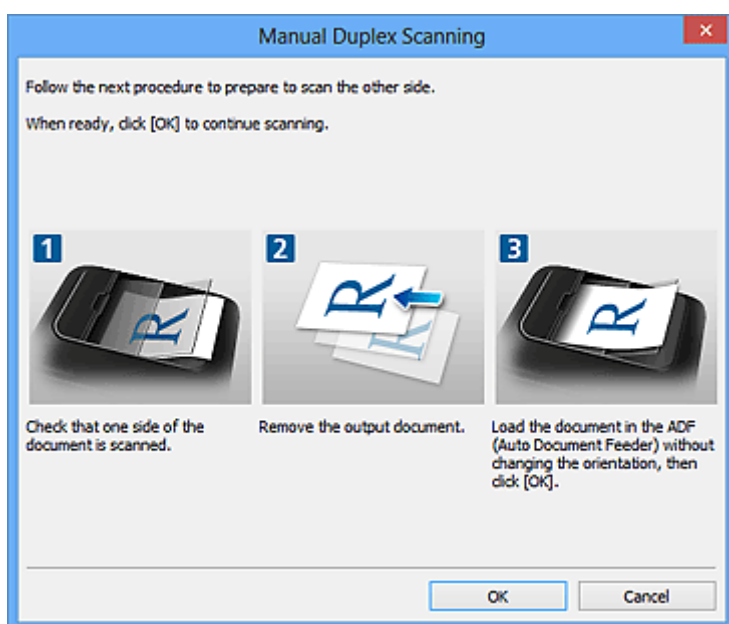 Manual Duplex Scanning
Follow the next procedure to prepare to scan the other side.
When ready, click [OK] to continue scanning.
1
R
Check that one side of the
document is scanned.
2
R
R
Remove the output document.
3
R
Load the document in the ADF
(Auto Document Feeder) without
changing the orientation, then
click [OK].
OK
Cancel